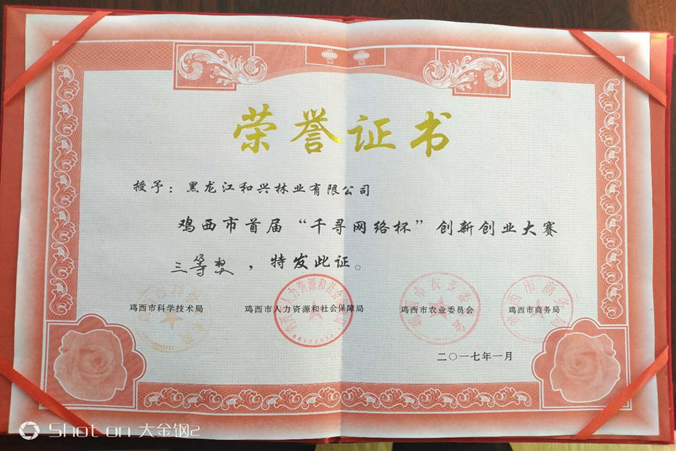 荣誉证书
授予：黑龙江和兴林业有限公司
鸡西市首届“千寻网络杯”创新创业大赛
三等奖，特发此证。
鸡西市科学技术局 鸡西市人力资源和社会保障局 鸡西市农业委员会 鸡西市商务局
二〇一七年一月
Shot on 大金钢2